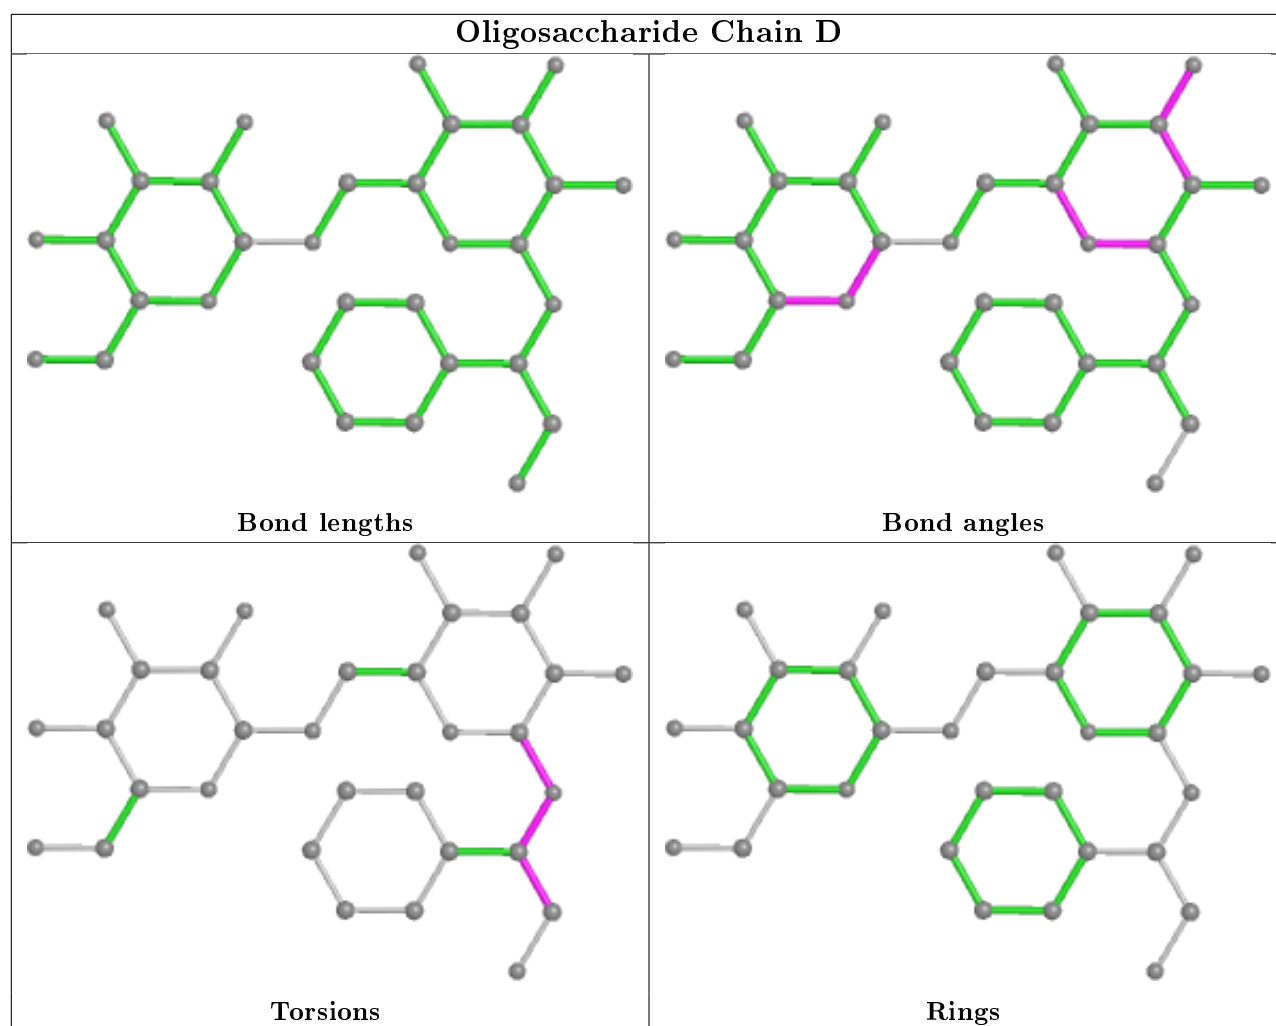 Oligosaccharide Chain D
Bond lengths
Bond angles
Torsions
Rings